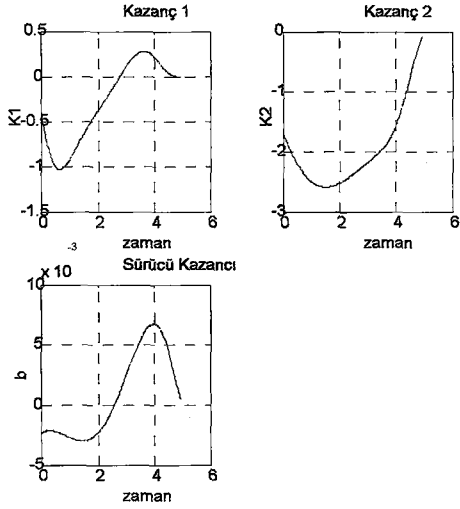 Kazanç 1
0.5
0
-0.5
-1
-1.5
K1
0 2 4 6
zaman
Kazanç 2
0
-1
-2
-3
K2
0 2 4 6
zaman
x 10
-3
Sürücü Kazancı
10
5
0
-5
b
0 2 4 6
zaman